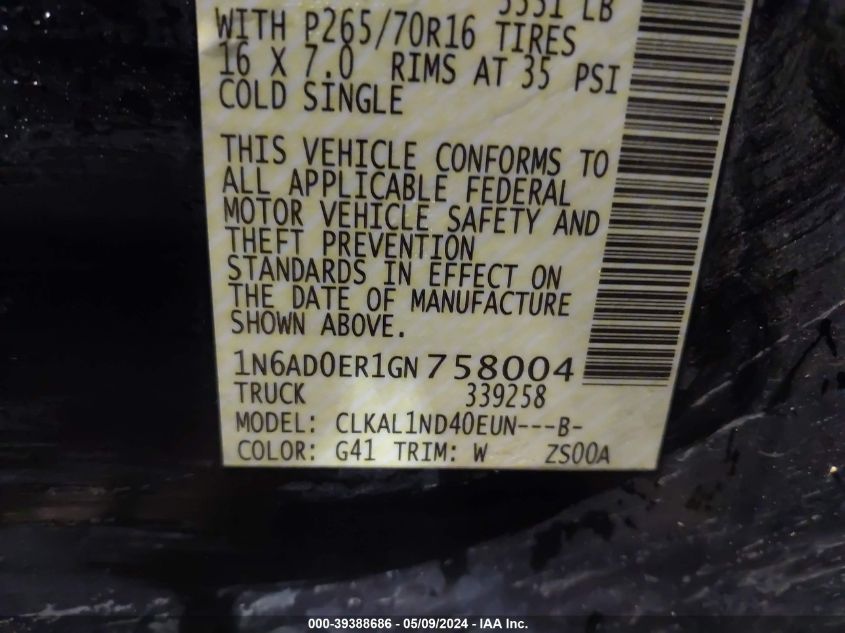 5551 LB
WITH P265/70R16 TIRES
16 X 7.0 RIMS AT 35 PSI
COLD SINGLE
THIS VEHICLE CONFORMS TO
ALL APPLICABLE FEDERAL
MOTOR VEHICLE SAFETY AND
THEFT PREVENTION
STANDARDS IN EFFECT ON
THE DATE OF MANUFACTURE
SHOWN ABOVE.
1N6AD0ER1GN758004
TRUCK 339258
MODEL: CLKAL1ND40EUN---B-
COLOR: G41 TRIM: W ZS00A
000-39388686 - 05/09/2024 - IAA Inc.